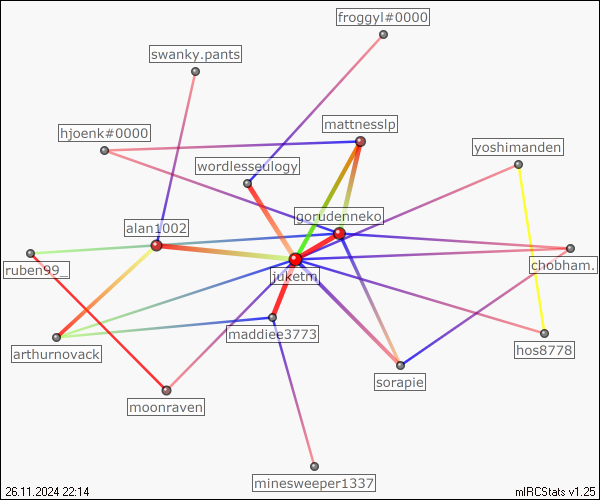 froggyl#0000
swanky.pants
mattnesslp
hjoenk#0000
yoshimanden
wordlesseulogy
gorudenneko
alan1002
chobham.
ruben99_
juketm
maddiee3773
arthurnovack
hos8778
sorapie
moonraven
minesweeper1337
26.11.2024 22:14
mIRCStats v1.25